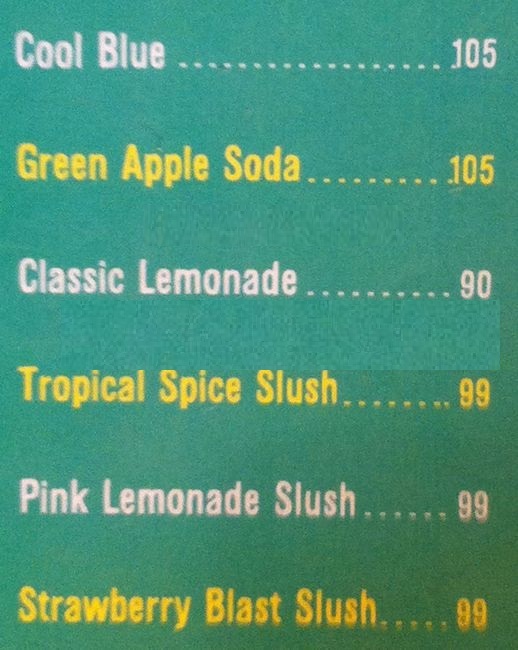 Cool Blue .................... 105
Green Apple Soda .......... 105
Classic Lemonade .......... 90
Tropical Spice Slush ........ 99
Pink Lemonade Slush ...... 99
Strawberry Blast Slush ..... 99